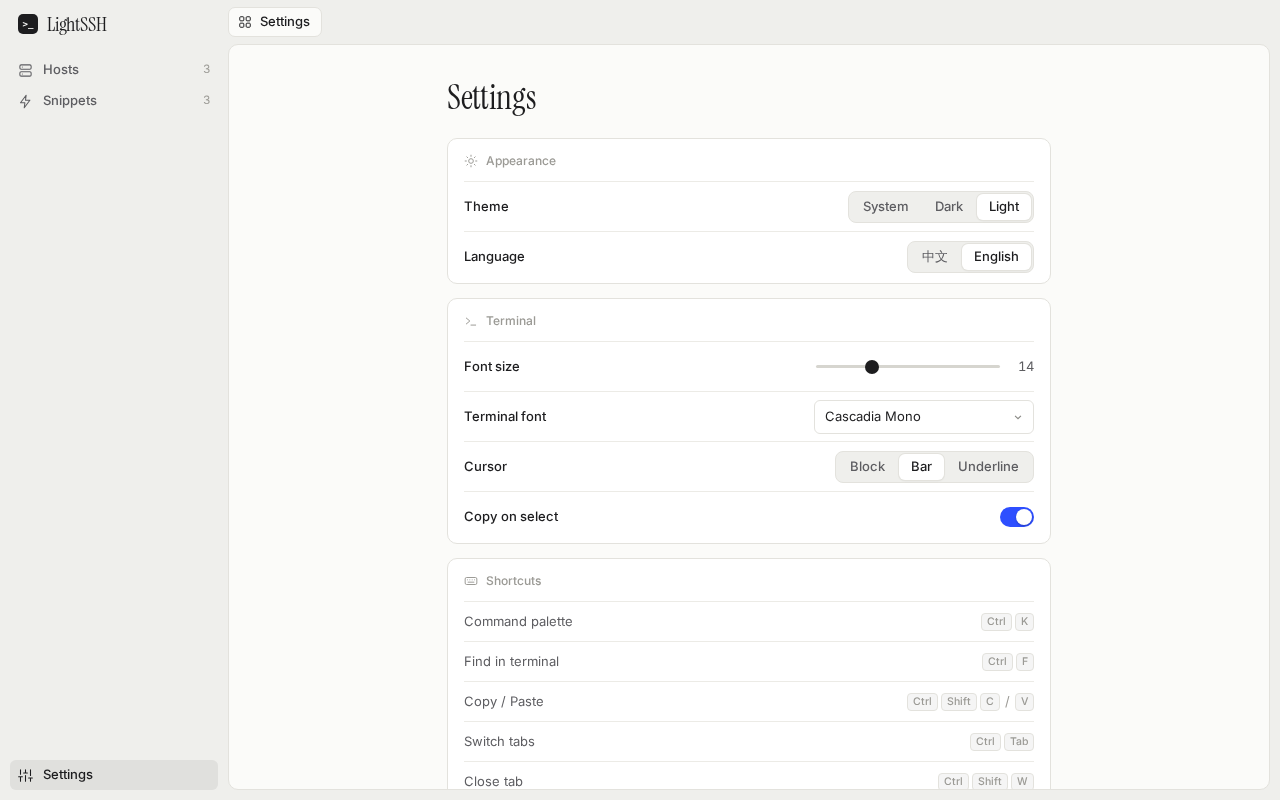 >_ LightSSH
Settings
Hosts 3
Snippets 3
Settings
Appearance
Theme System Dark Light
Language 中文 English
>_ Terminal
Font size 14
Terminal font Cascadia Mono
Cursor Block Bar Underline
Copy on select
Shortcuts
Command palette Ctrl K
Find in terminal Ctrl F
Copy / Paste Ctrl Shift C / V
Switch tabs Ctrl Tab
Close tab Ctrl Shift W
Settings